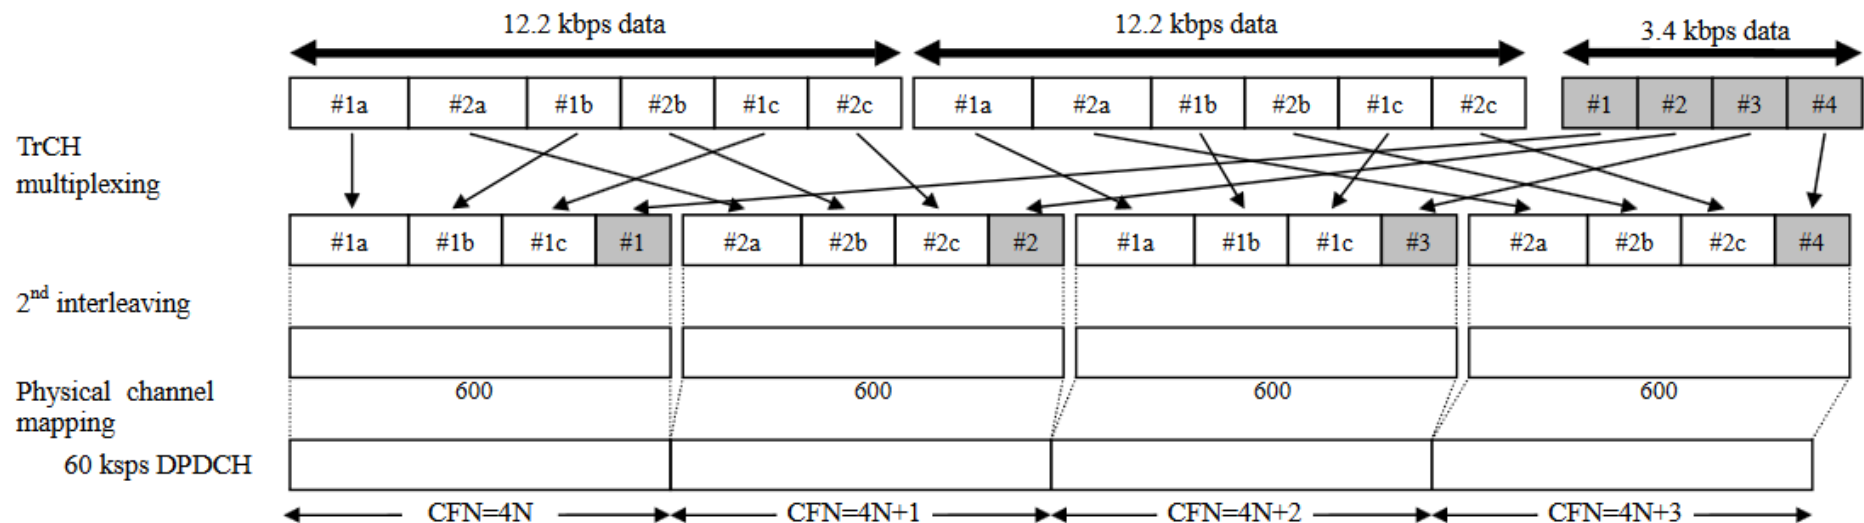 12.2 kbps data 12.2 kbps data 3.4 kbps data
#1a #2a #1b #2b #1c #2c #1a #2a #1b #2b #1c #2c #1 #2 #3 #4
TrCH
multiplexing
#1a #1b #1c #1 #2a #2b #2c #2 #1a #1b #1c #3 #2a #2b #2c #4
2nd interleaving
Physical channel
mapping
600 600 600 600
60 ksps DPDCH
CFN=4N CFN=4N+1 CFN=4N+2 CFN=4N+3